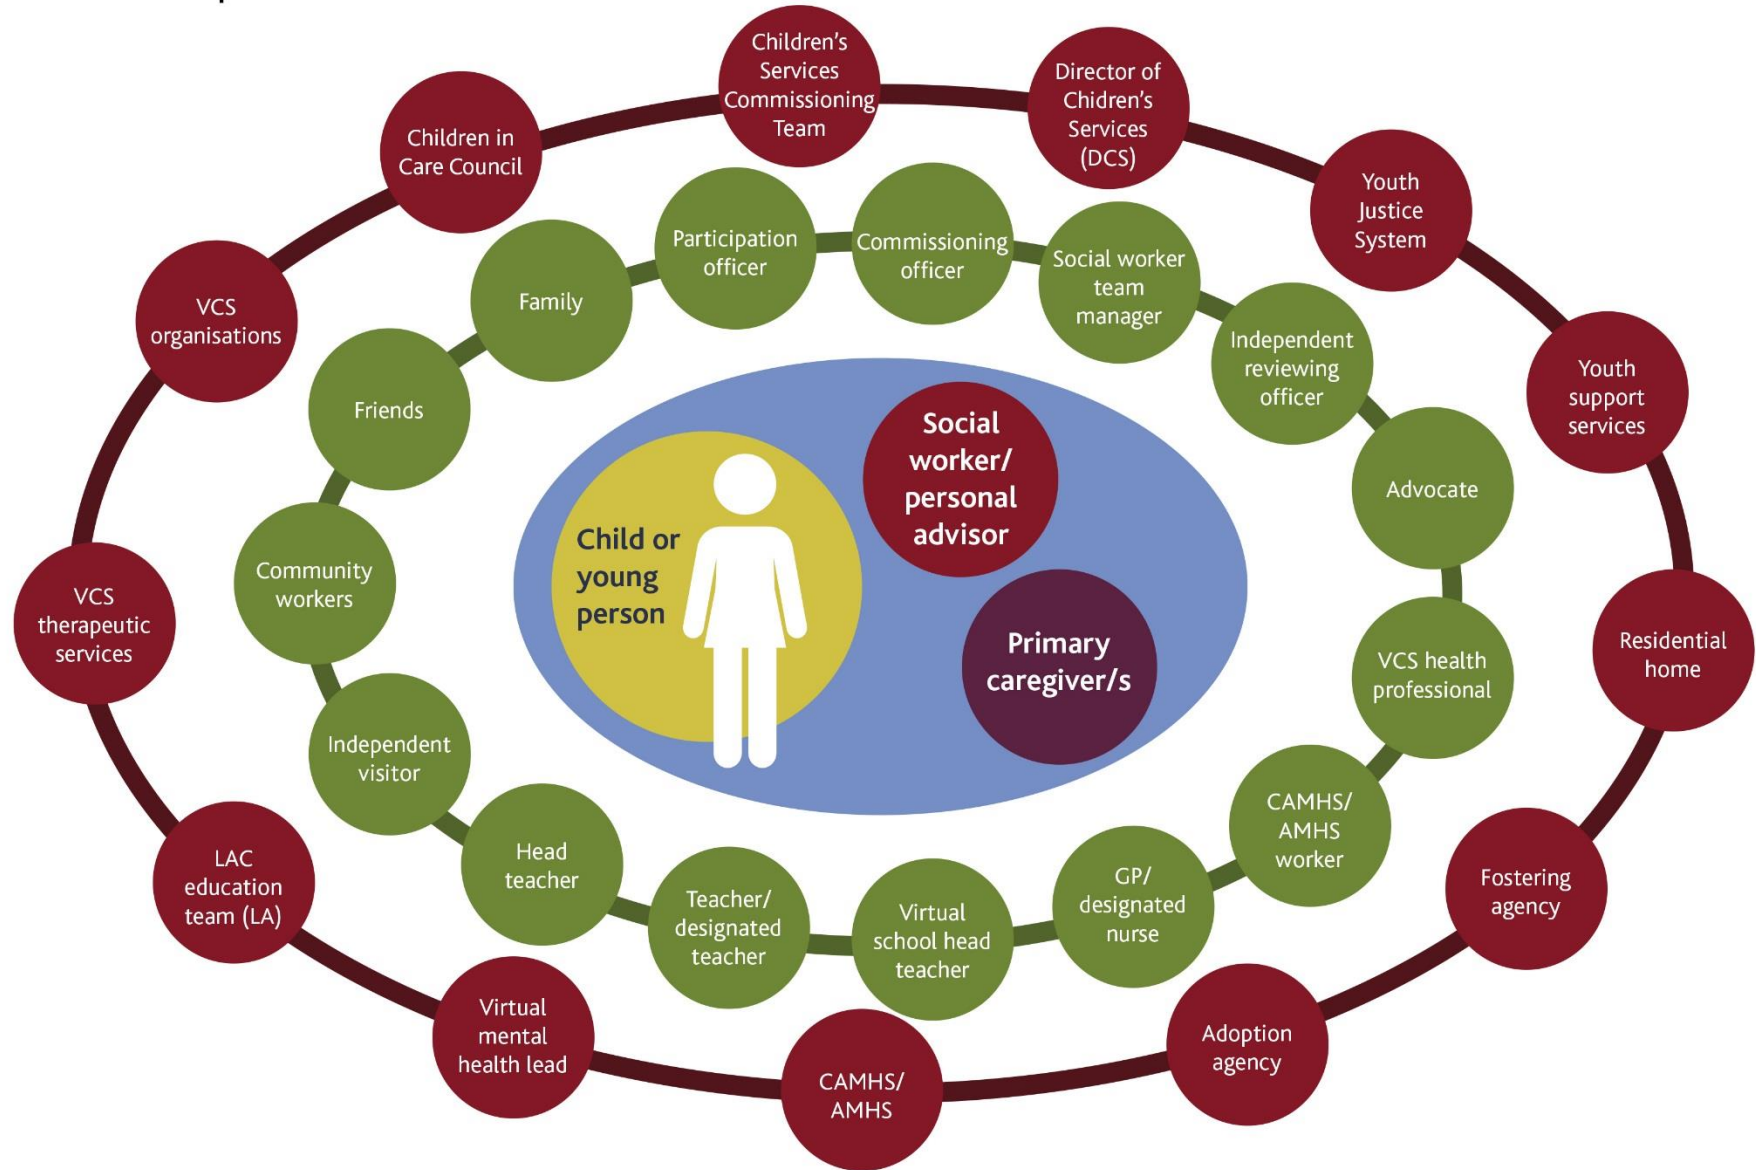 Children's
Services
Commissioning
Team
Director of
Chidren's
Services
(DCS)
Children in
Care Council
Youth
Justice
System
VCS
organisations
Youth
support
services
VCS
therapeutic
services
Residential
home
LAC
education
team (LA)
Fostering
agency
Virtual
mental
health lead
CAMHS/
AMHS
Adoption
agency
Participation
officer
Commissioning
officer
Social worker
team
manager
Family
Independent
reviewing
officer
Friends
Advocate
Community
workers
VCS health
professional
Independent
visitor
CAMHS/
AMHS
worker
Head
teacher
Teacher/
designated
teacher
Virtual
school head
teacher
GP/
designated
nurse
Child or
young
person
Social
worker/
personal
advisor
Primary
caregiver/s